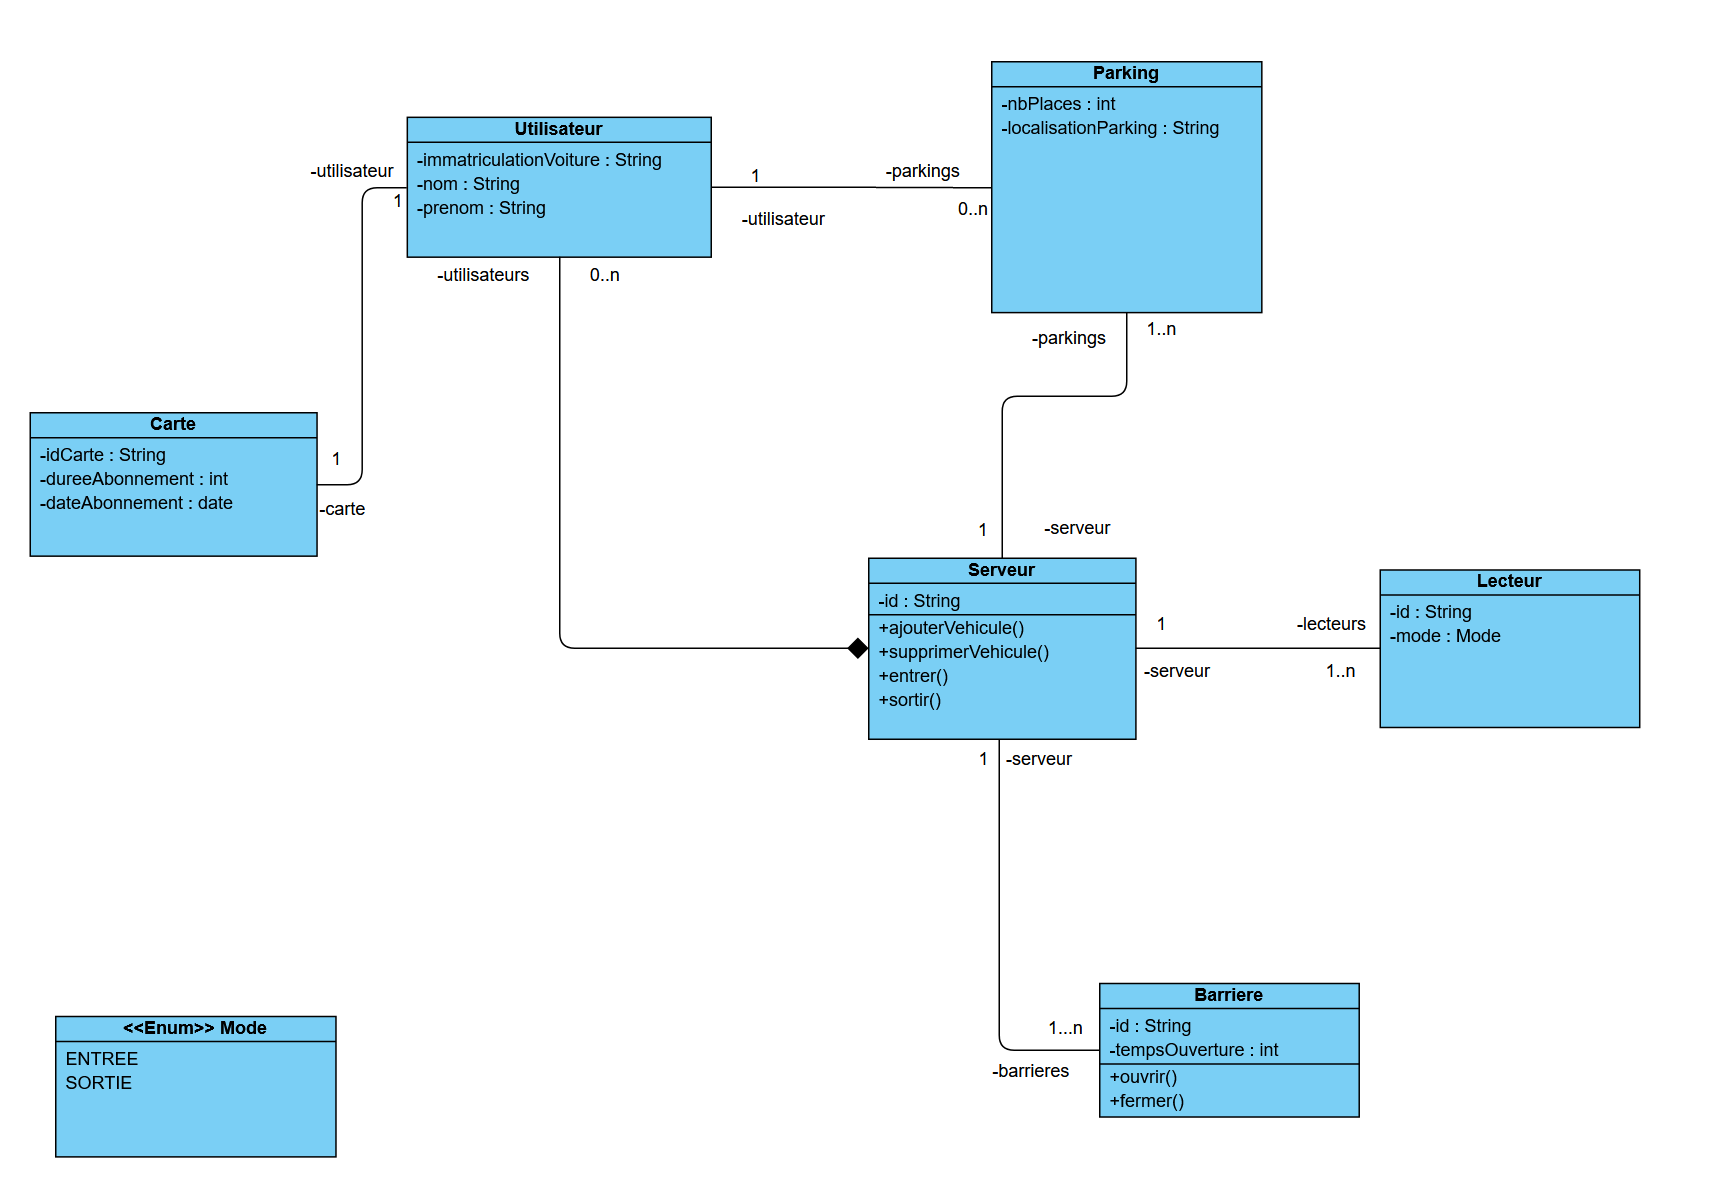 Parking
-nbPlaces : int
-localisationParking : String
Utilisateur
-immatriculationVoiture : String
-nom : String
-prenom : String
-utilisateur
1
1
-utilisateur
-parkings
0..n
-utilisateurs
0..n
-parkings
1..n
Carte
-idCarte : String
-dureeAbonnement : int
-dateAbonnement : date
1
-carte
1
-serveur
Serveur
-id : String
+ajouterVehicule()
+supprimerVehicule()
+entrer()
+sortir()
1
-serveur
-lecteurs
1..n
Lecteur
-id : String
-mode : Mode
1
-serveur
1...n
-barrieres
Barriere
-id : String
-tempsOuverture : int
+ouvrir()
+fermer()
<<Enum>> Mode
ENTREE
SORTIE